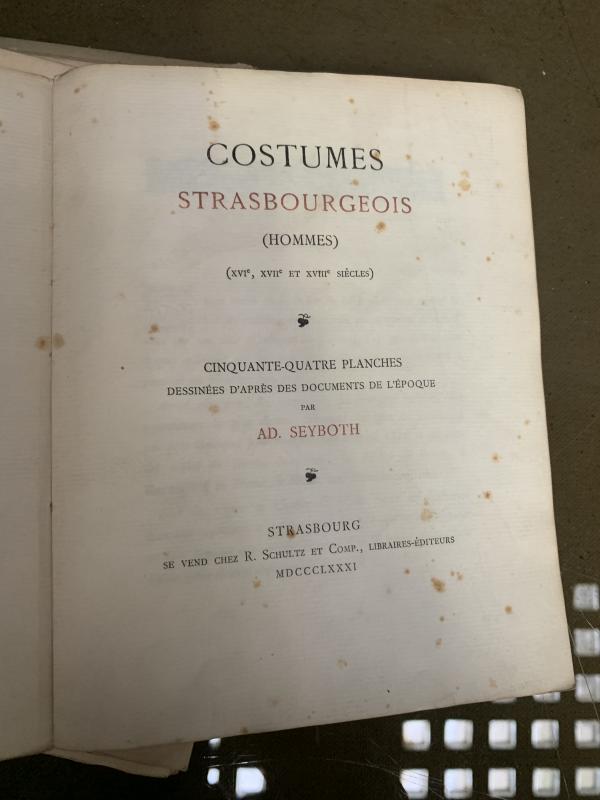 COSTUMES
STRASBOURGEOIS
(HOMMES)
(XVIe, XVIIe ET XVIIIe SIÈCLES)
CINQUANTE-QUATRE PLANCHES
DESSINÉES D'APRÈS DES DOCUMENTS DE L'ÉPOQUE
PAR
AD. SEYBOTH
STRASBOURG
SE VEND CHEZ R. SCHULTZ ET COMP., LIBRAIRES-ÉDITEURS
MDCCCLXXXI